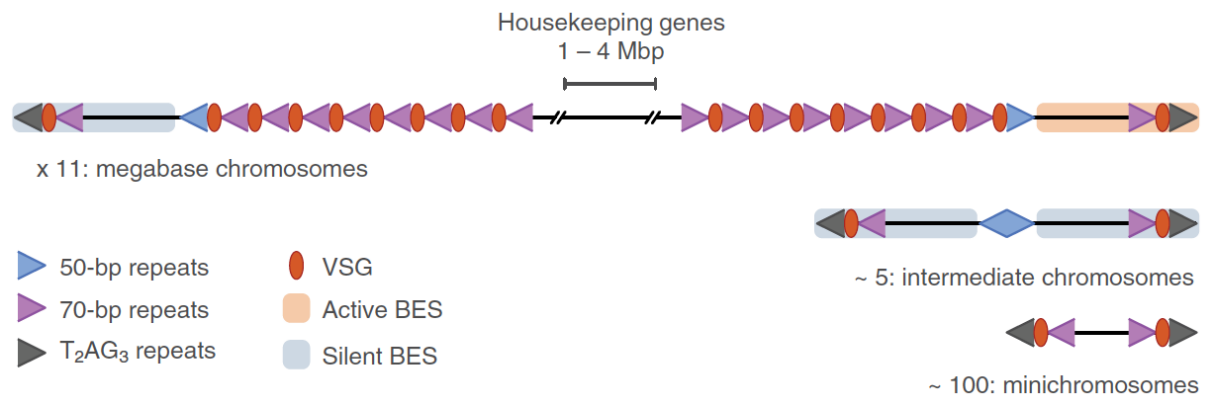 Housekeeping genes
1 – 4 Mbp
x 11: megabase chromosomes
50-bp repeats
VSG
~ 5: intermediate chromosomes
70-bp repeats
Active BES
T₂AG₃ repeats
Silent BES
~ 100: minichromosomes